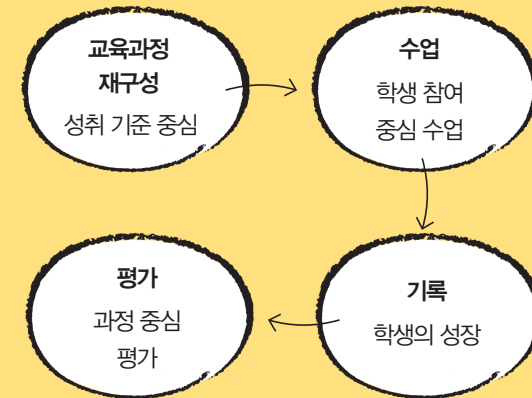 교육과정
재구성
성취 기준 중심
수업
학생 참여
중심 수업
기록
학생의 성장
평가
과정 중심
평가